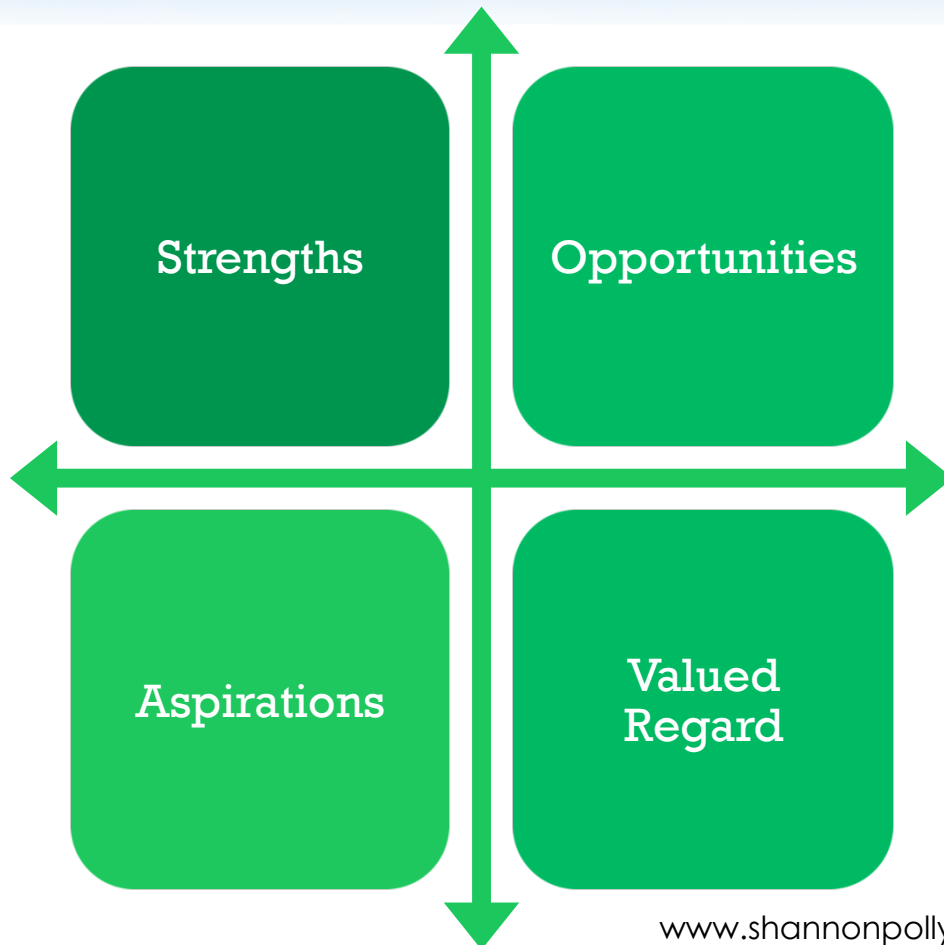 Strengths
Opportunities
Aspirations
Valued
Regard
www.shannonpolly